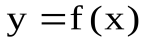 y = f(x)